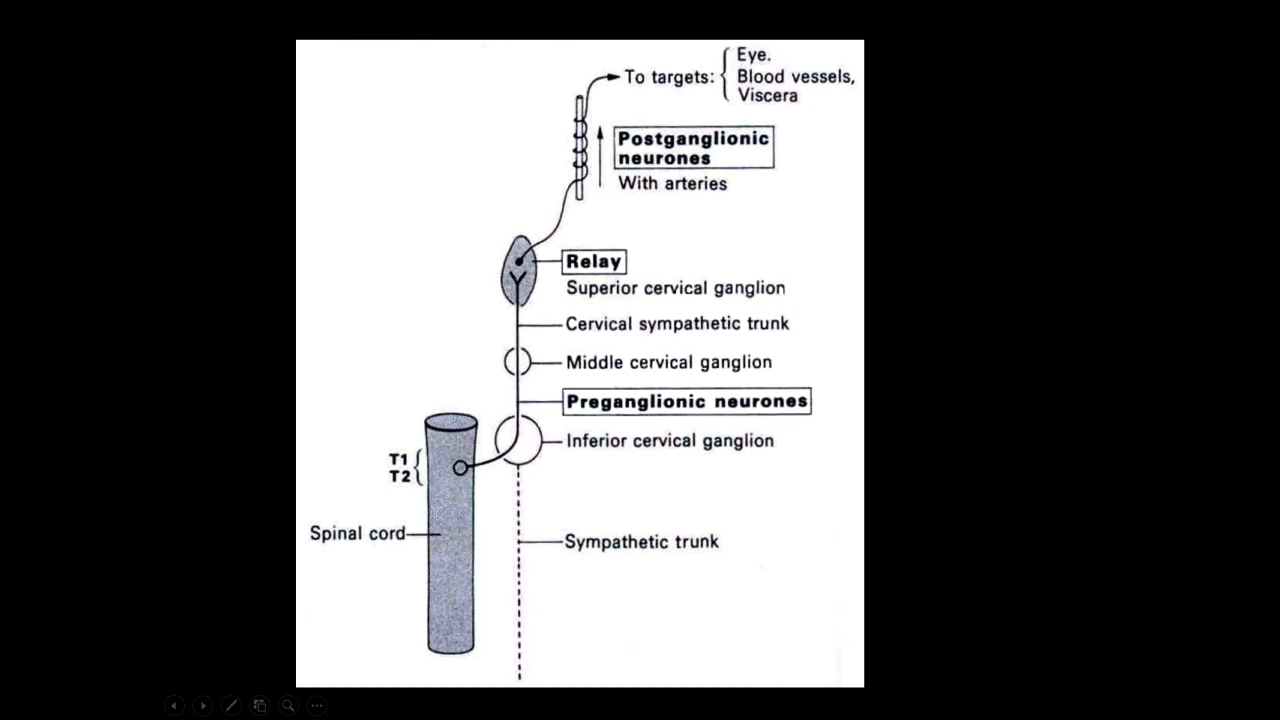 To targets:
Eye.
Blood vessels,
Viscera
Postganglionic
neurones
With arteries
Relay
Superior cervical ganglion
Cervical sympathetic trunk
Middle cervical ganglion
Preganglionic neurones
Inferior cervical ganglion
T1
T2
Spinal cord
Sympathetic trunk